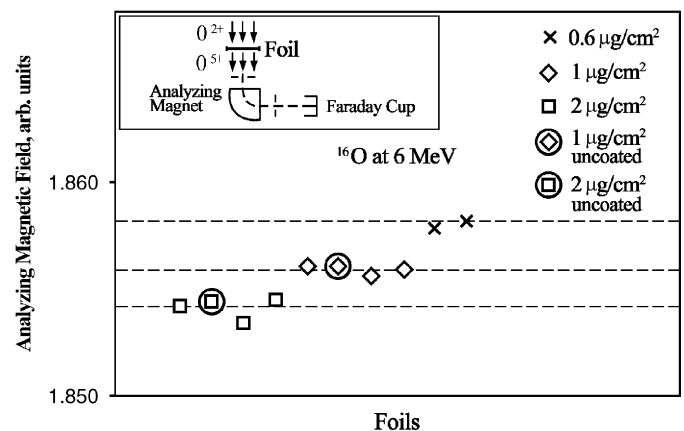 O 2+
Foil
O 5+
Analyzing
Magnet
Faraday Cup
0.6 μg/cm²
1 μg/cm²
2 μg/cm²
1 μg/cm²
uncoated
2 μg/cm²
uncoated
¹⁶O at 6 MeV
Analyzing Magnetic Field, arb. units
1.860
1.850
Foils